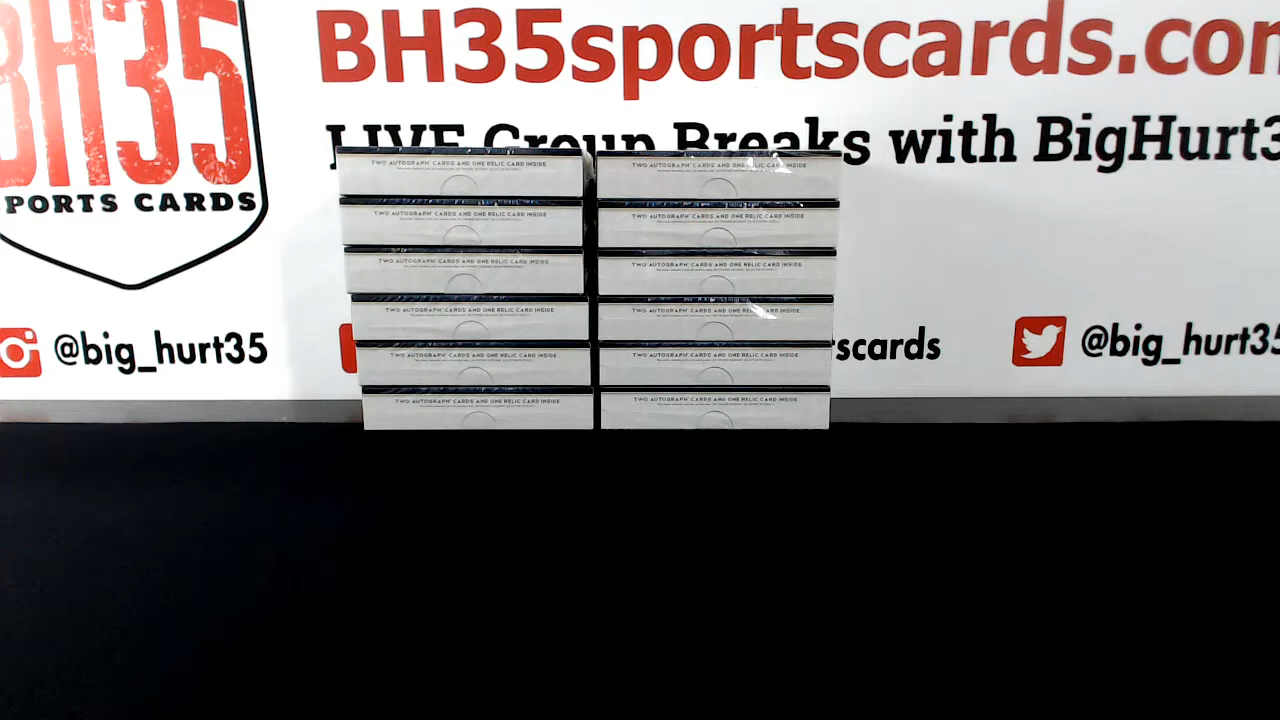 BH35
SPORTS CARDS
BH35sportscards.com
LIVE Group Breaks with BigHurt35
@big_hurt35
scards
@big_hurt35
TWO AUTOGRAPH CARDS AND ONE RELIC CARD INSIDE
TWO AUTOGRAPH CARDS AND ONE RELIC CARD INSIDE
TWO AUTOGRAPH CARDS AND ONE RELIC CARD INSIDE
TWO AUTOGRAPH CARDS AND ONE RELIC CARD INSIDE
TWO AUTOGRAPH CARDS AND ONE RELIC CARD INSIDE
TWO AUTOGRAPH CARDS AND ONE RELIC CARD INSIDE
TWO AUTOGRAPH CARDS AND ONE RELIC CARD INSIDE
TWO AUTOGRAPH CARDS AND ONE RELIC CARD INSIDE
TWO AUTOGRAPH CARDS AND ONE RELIC CARD INSIDE
TWO AUTOGRAPH CARDS AND ONE RELIC CARD INSIDE
TWO AUTOGRAPH CARDS AND ONE RELIC CARD INSIDE
TWO AUTOGRAPH CARDS AND ONE RELIC CARD INSIDE